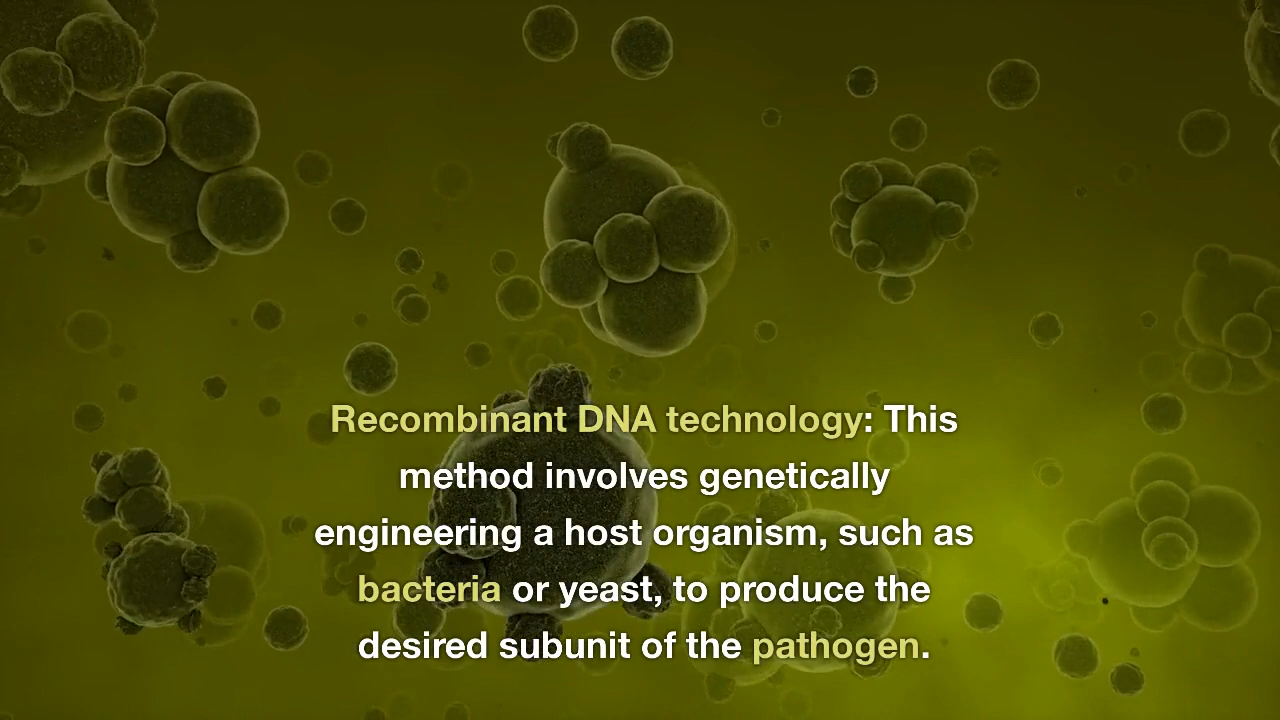 Recombinant DNA technology: This
method involves genetically
engineering a host organism, such as
bacteria or yeast, to produce the
desired subunit of the pathogen.